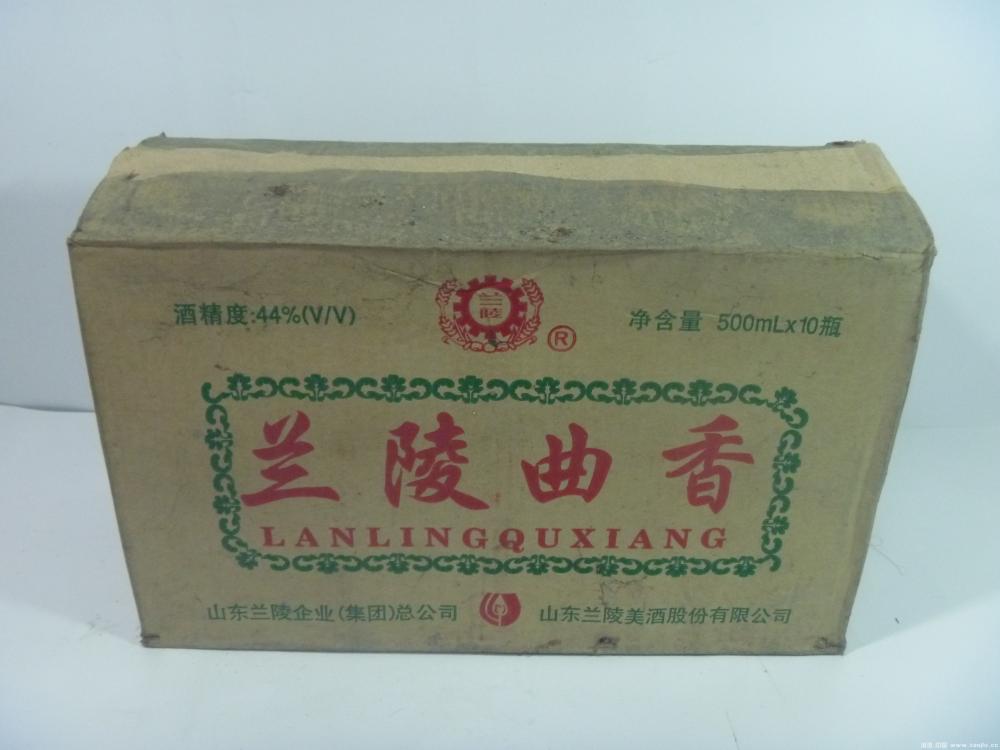 酒精度:44%(V/V)
兰陵
®
净含量 500mLx10瓶
兰陵曲香
LANLINGQUXIANG
山东兰陵企业(集团)总公司
山东兰陵美酒股份有限公司